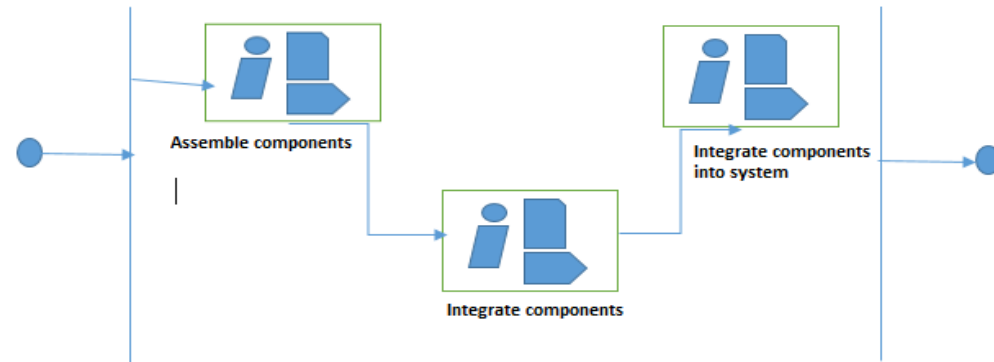 Assemble components
Integrate components
into system
Integrate components